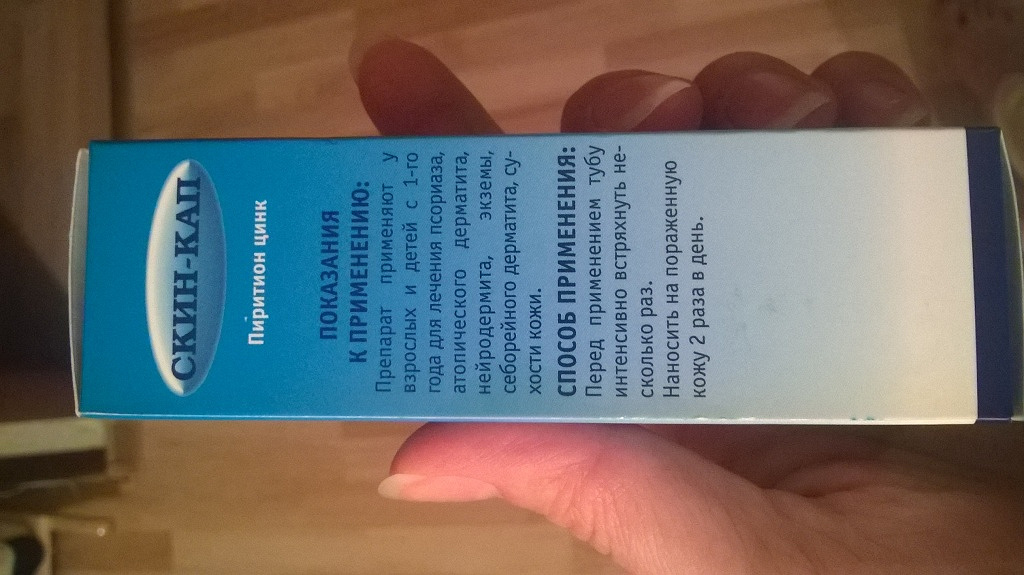 СКИН-КАП
Пиритион цинк
ПОКАЗАНИЯ
К ПРИМЕНЕНИЮ:
Препарат применяют у
взрослых и детей с 1-го
года для лечения псориаза,
атопического дерматита,
нейродермита, экземы,
себорейного дерматита, су-
хости кожи.
СПОСОБ ПРИМЕНЕНИЯ:
Перед применением тубу
интенсивно встряхнуть не-
сколько раз.
Наносить на пораженную
кожу 2 раза в день.